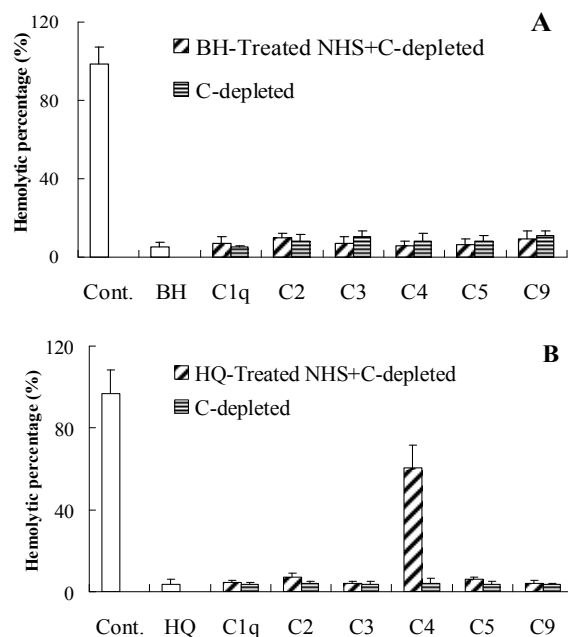 A
Hemolytic percentage (%)
120
80
40
0
BH-Treated NHS+C-depleted
C-depleted
Cont. BH C1q C2 C3 C4 C5 C9
B
Hemolytic percentage (%)
120
80
40
0
HQ-Treated NHS+C-depleted
C-depleted
Cont. HQ C1q C2 C3 C4 C5 C9